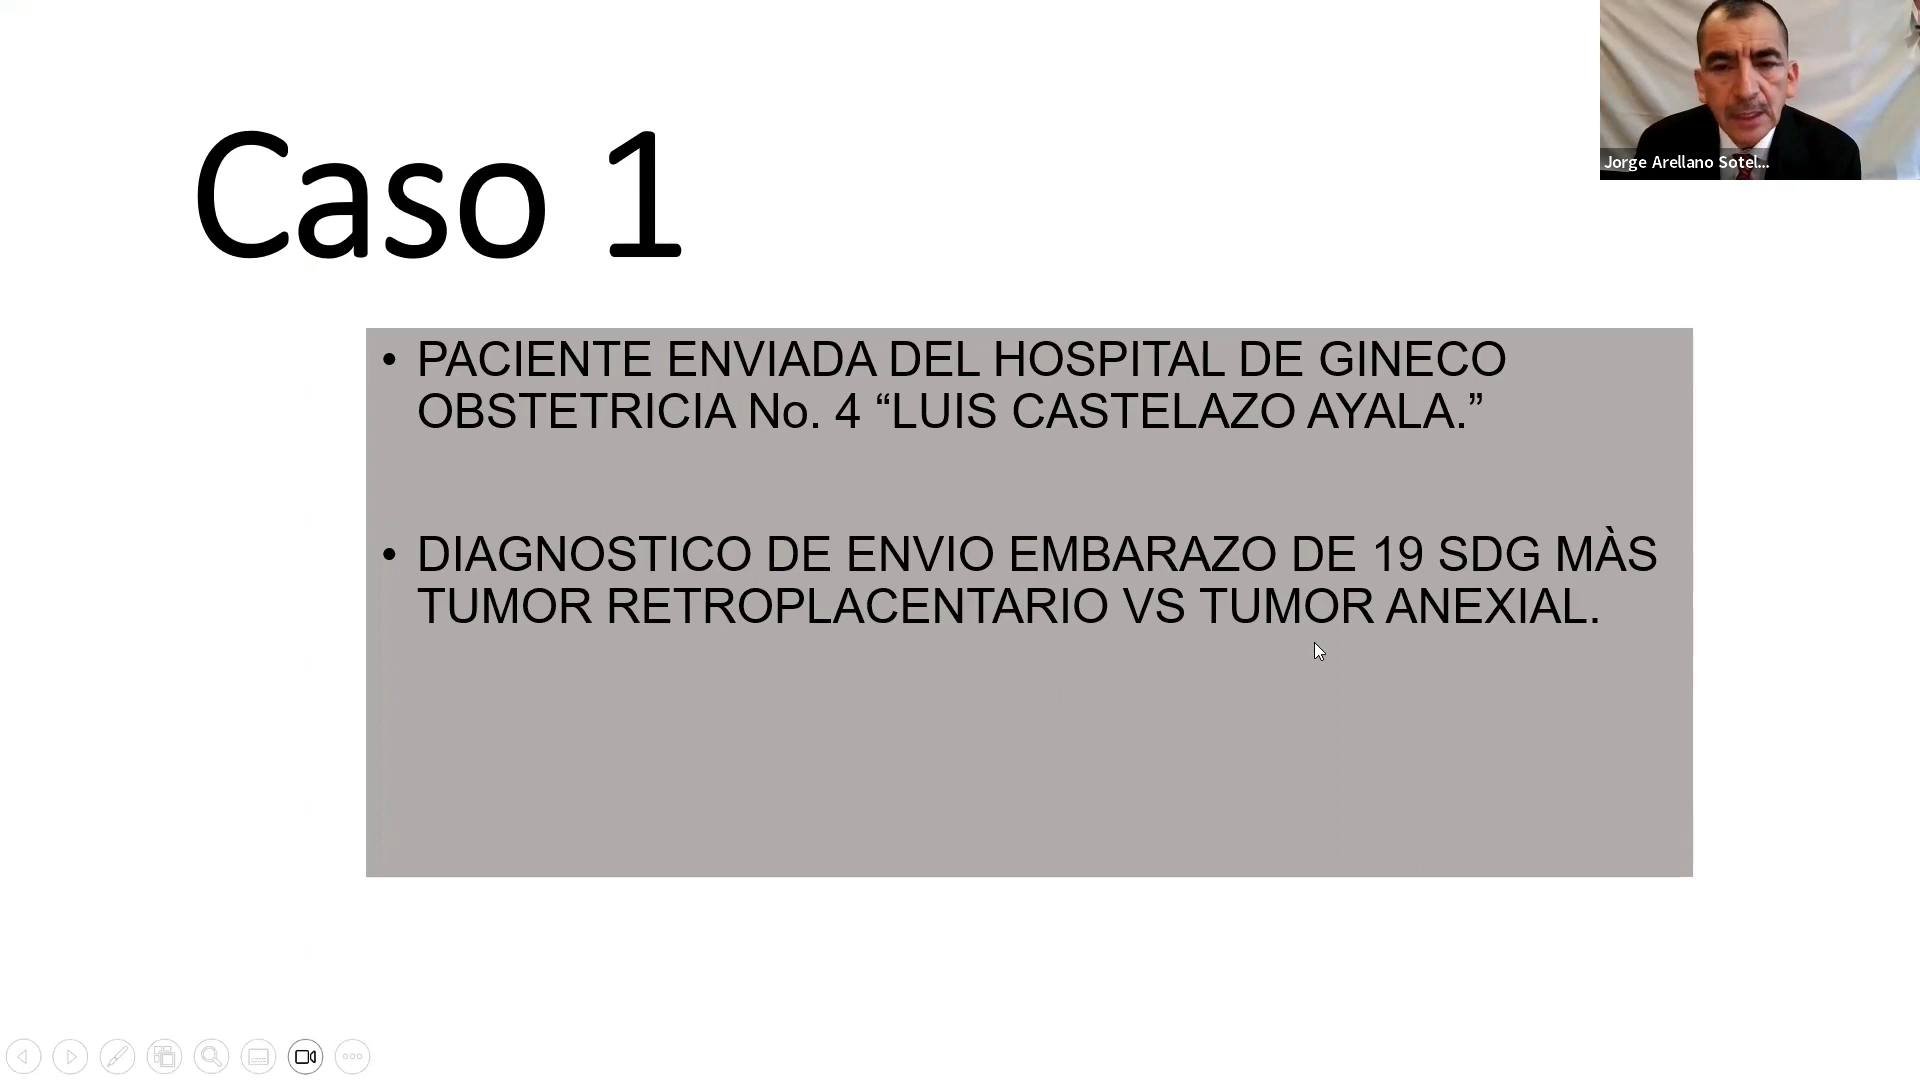 Jorge Arellano Sotel...
Caso 1
• PACIENTE ENVIADA DEL HOSPITAL DE GINECO
OBSTETRICIA No. 4 “LUIS CASTELAZO AYALA.”
• DIAGNOSTICO DE ENVIO EMBARAZO DE 19 SDG MÀS
TUMOR RETROPLACENTARIO VS TUMOR ANEXIAL.